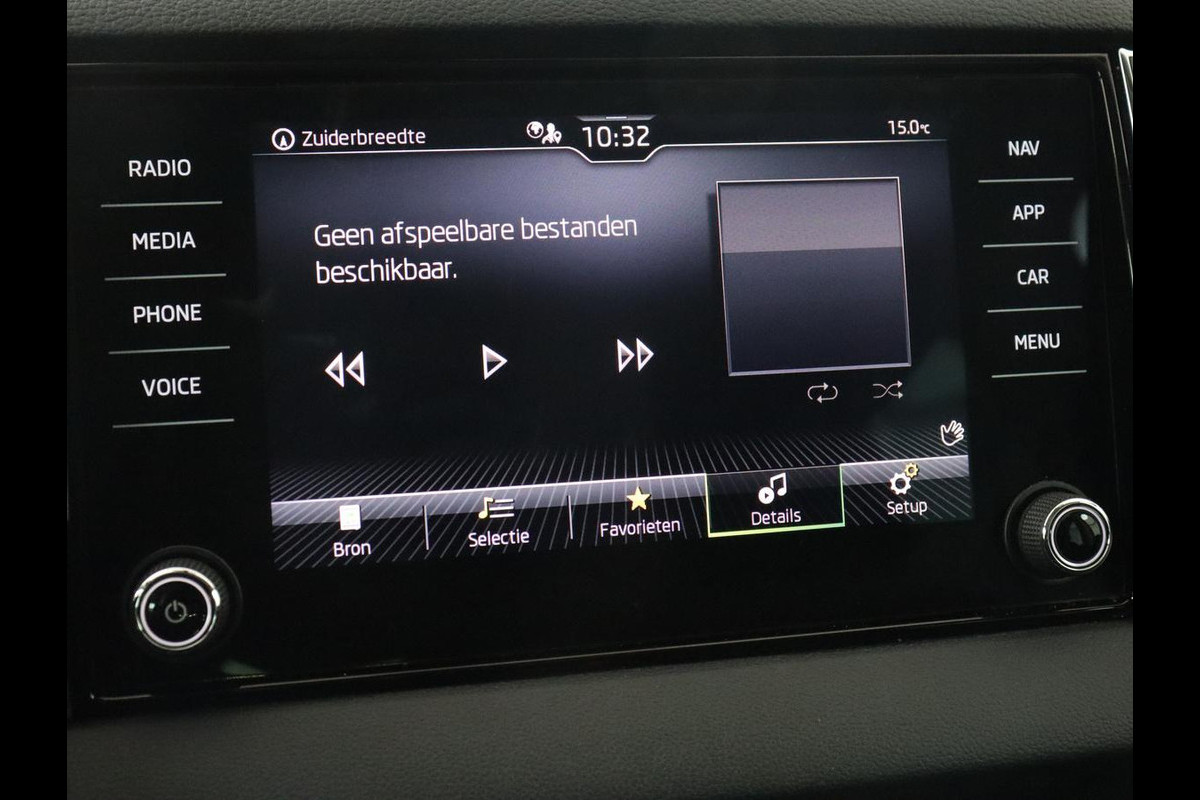 Zuiderbreedte
10:32
15.0°C
RADIO
MEDIA
PHONE
VOICE
Geen afspeelbare bestanden
beschikbaar.
NAV
APP
CAR
MENU
Bron
Selectie
Favorieten
Details
Setup